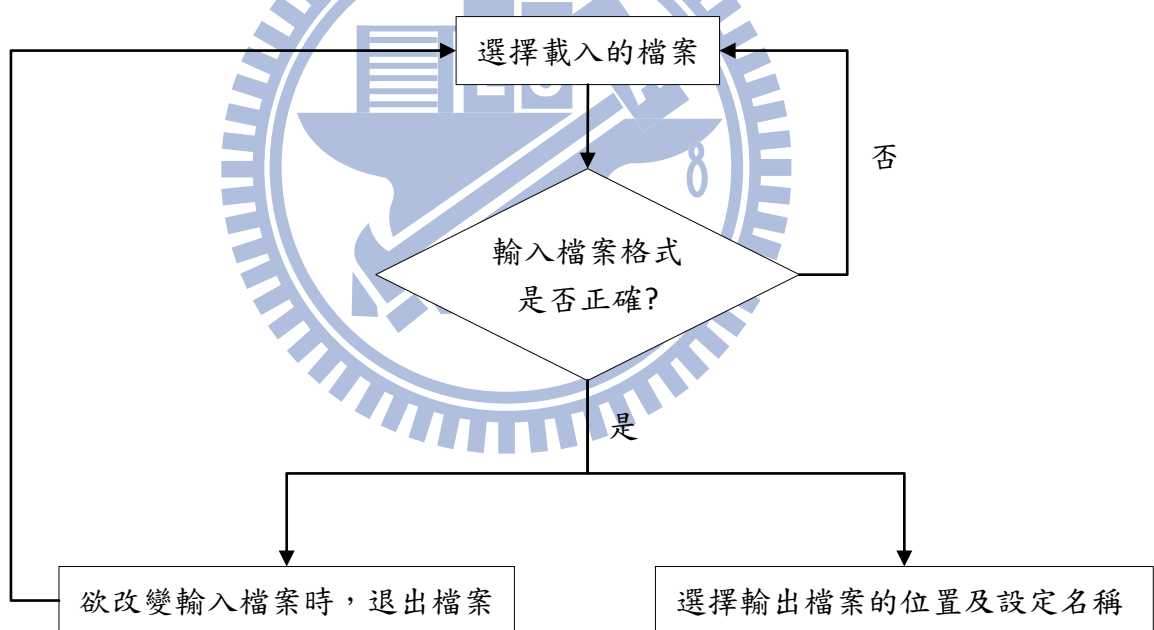 選擇載入的檔案
否
輸入檔案格式
是否正確?
是
欲改變輸入檔案時，退出檔案
選擇輸出檔案的位置及設定名稱